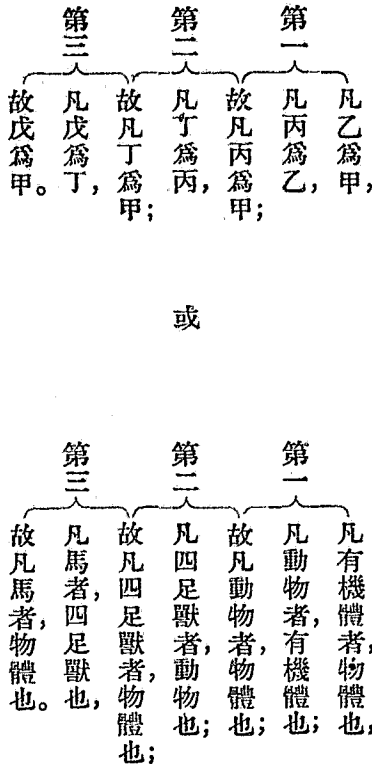 第一
第二
第三
凡乙爲甲，
凡丙爲乙，
故凡丙爲甲；
凡丁爲丙，
故凡丁爲甲；
凡戊爲丁，
故戊爲甲。
或
第一
第二
第三
凡有機體者，物體也，
凡動物者，有機體也；
故凡動物者，物體也；
凡四足獸者，動物也；
故凡四足獸者，物體也；
凡馬者，四足獸也，
故凡馬者，物體也。